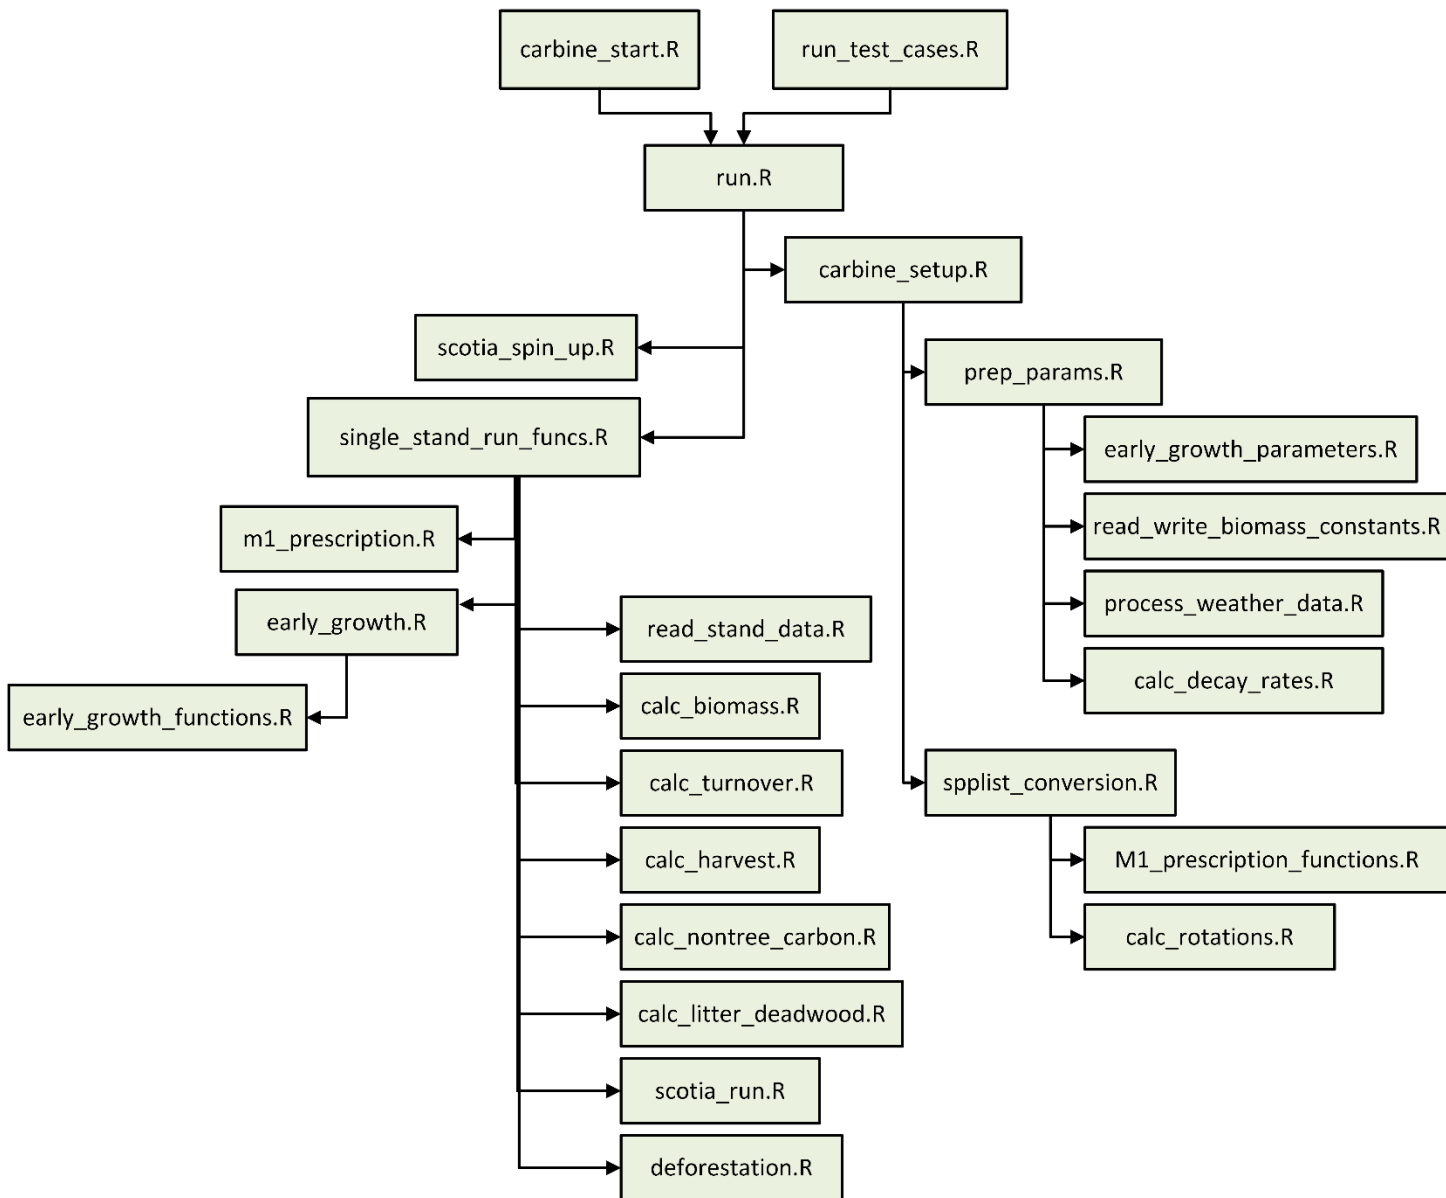 carbine_start.R
run_test_cases.R
run.R
carbine_setup.R
scotia_spin_up.R
prep_params.R
single_stand_run_funcs.R
early_growth_parameters.R
m1_prescription.R
read_write_biomass_constants.R
process_weather_data.R
early_growth.R
read_stand_data.R
calc_decay_rates.R
calc_biomass.R
early_growth_functions.R
calc_turnover.R
spplist_conversion.R
calc_harvest.R
M1_prescription_functions.R
calc_nontree_carbon.R
calc_rotations.R
calc_litter_deadwood.R
scotia_run.R
deforestation.R